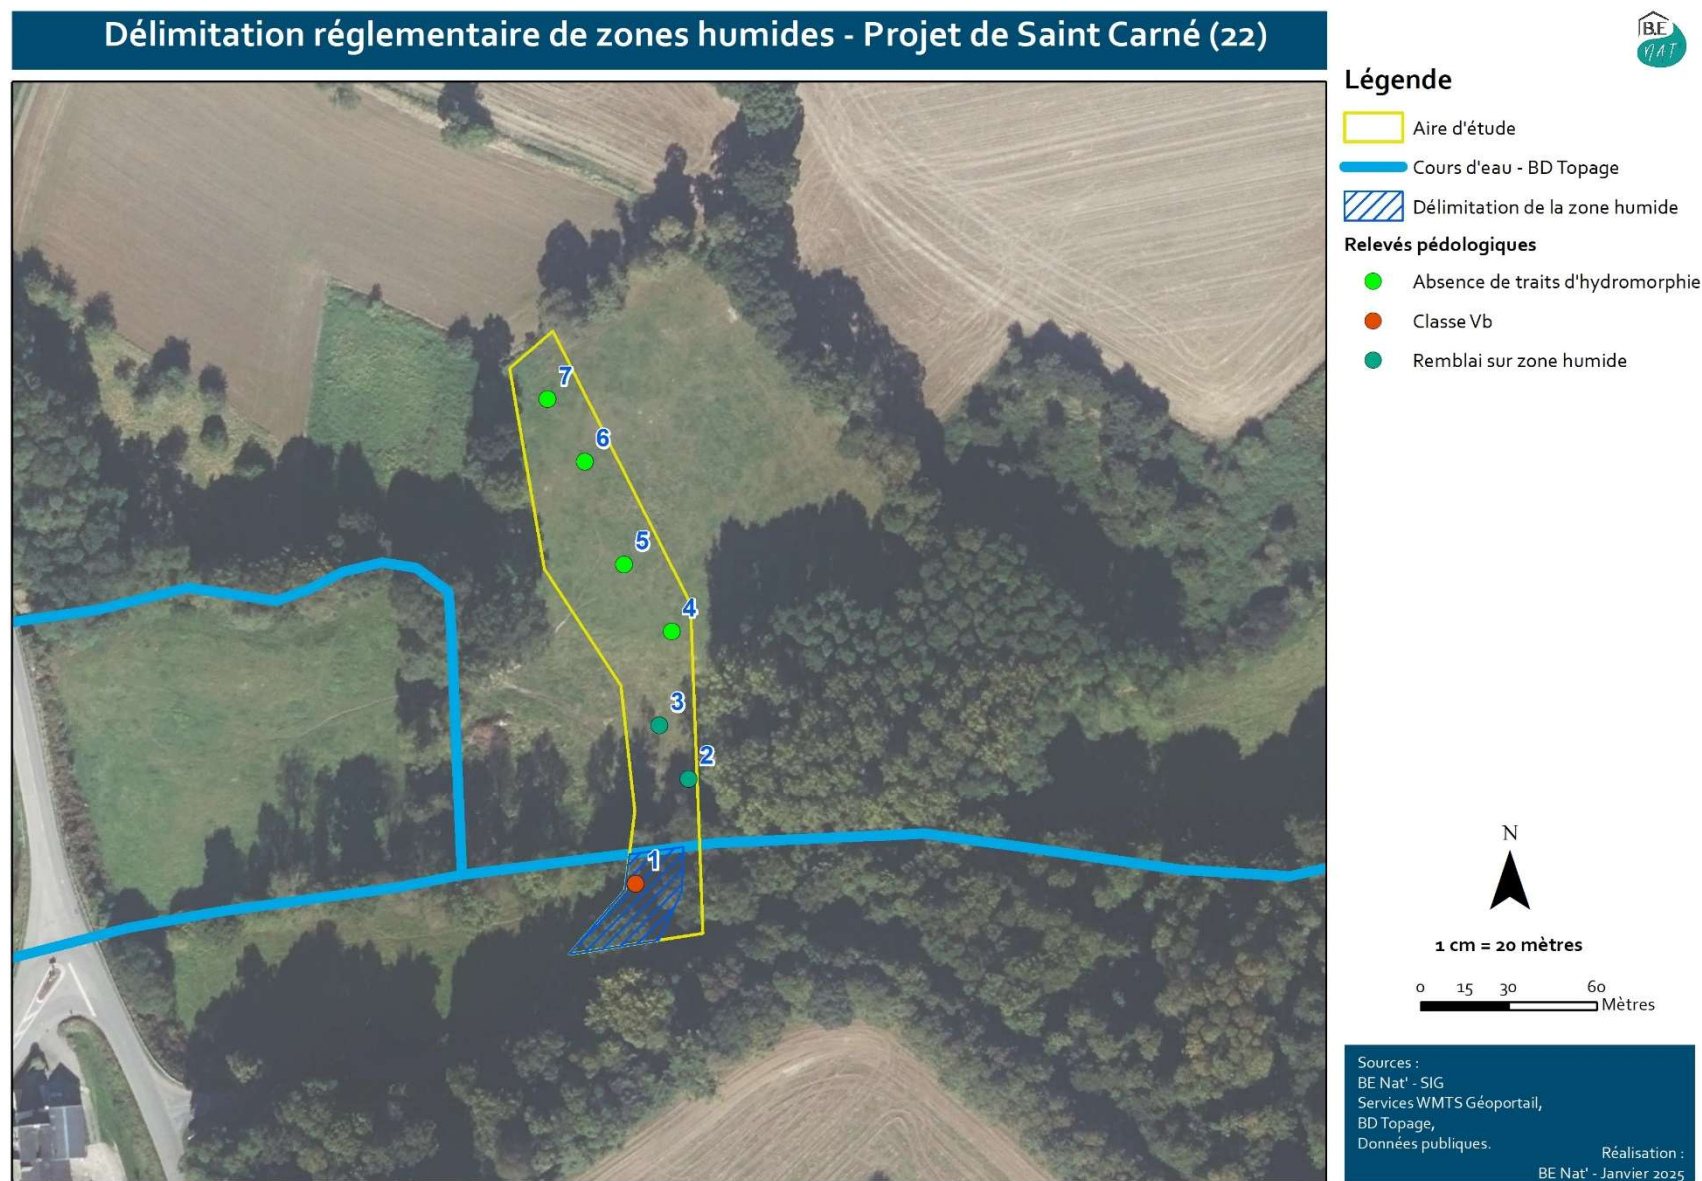 Délimitation réglementaire de zones humides - Projet de Saint Carné (22)
B.E
NAT'
Légende
Aire d'étude
Cours d'eau - BD Topage
Délimitation de la zone humide
Relevés pédologiques
Absence de traits d'hydromorphie
Classe Vb
Remblai sur zone humide
7
6
5
4
3
2
1
N
1 cm = 20 mètres
0 15 30 60
Mètres
Sources :
BE Nat' - SIG
Services WMTS Géoportail,
BD Topage,
Données publiques.
Réalisation :
BE Nat' - Janvier 2025